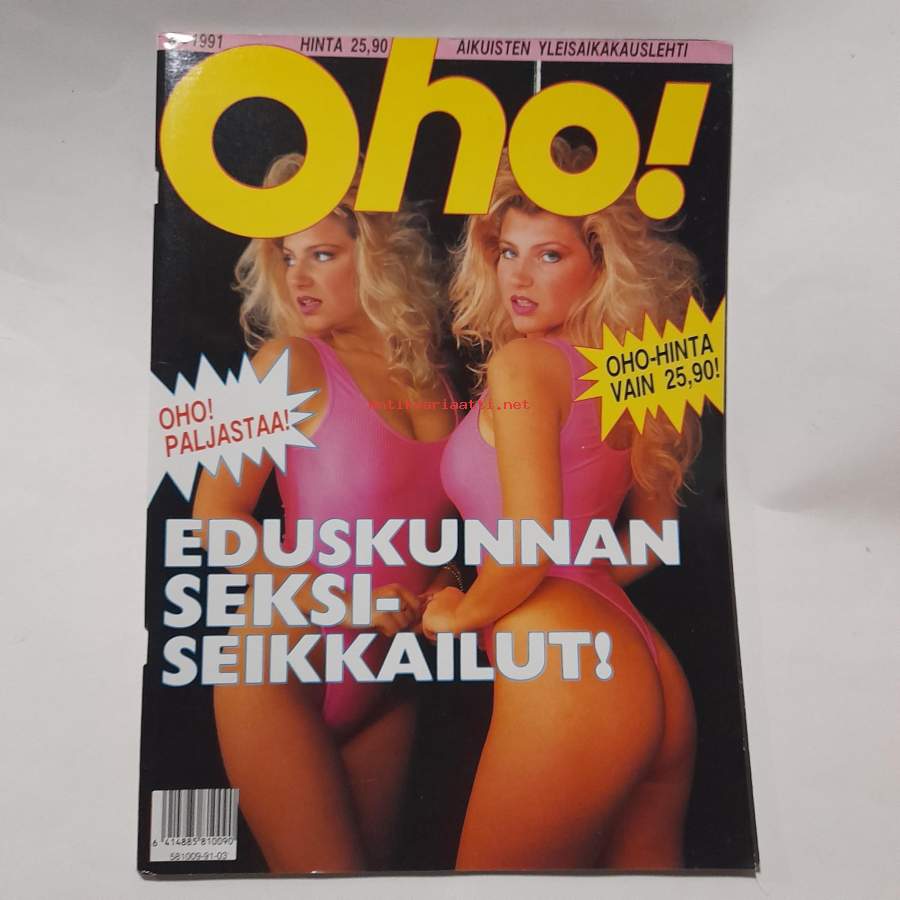 1991 HINTA 25,90 AIKUISTEN YLEISAIKAKAUSLEHTI
Oho!
OHO-HINTA
VAIN 25,90!
antikvariaatti.net
OHO!
PALJASTAA!
EDUSKUNNAN
SEKSI-
SEIKKAILUT!
6 414885 810090
581009-91-03